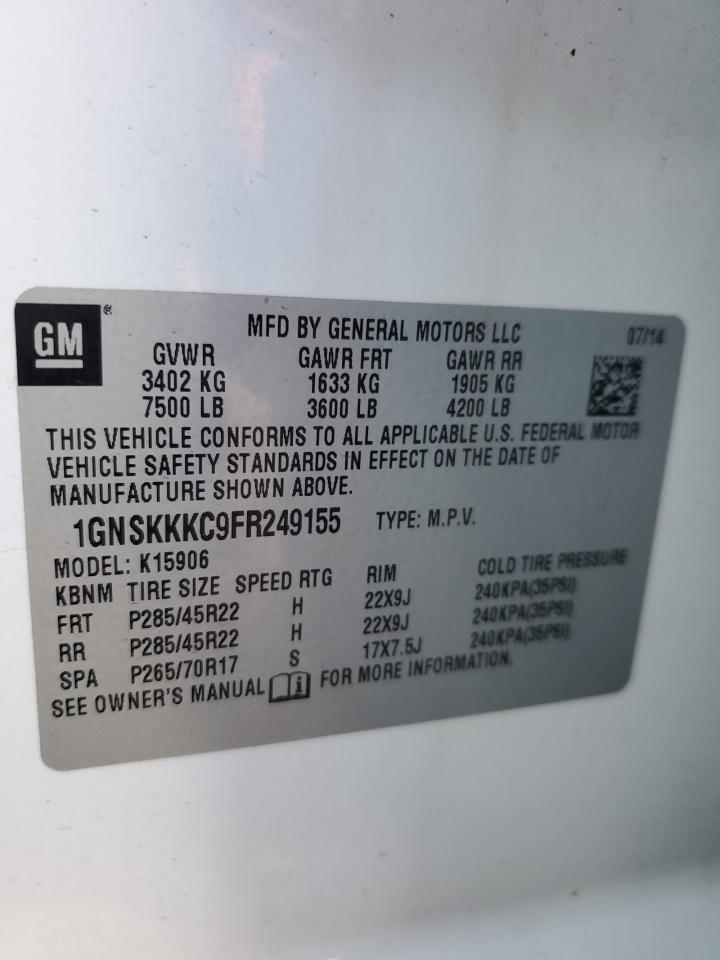 GM ®
MFD BY GENERAL MOTORS LLC 07/14
GVWR GAWR FRT GAWR RR
3402 KG 1633 KG 1905 KG
7500 LB 3600 LB 4200 LB
THIS VEHICLE CONFORMS TO ALL APPLICABLE U.S. FEDERAL MOTOR
VEHICLE SAFETY STANDARDS IN EFFECT ON THE DATE OF
MANUFACTURE SHOWN ABOVE.
1GNSKKKC9FR249155 TYPE: M.P.V.
MODEL: K15906
KBNM TIRE SIZE SPEED RTG RIM COLD TIRE PRESSURE
FRT P285/45R22 H 22X9J 240KPA(35PSI)
RR P285/45R22 H 22X9J 240KPA(35PSI)
SPA P265/70R17 S 17X7.5J 240KPA(35PSI)
SEE OWNER'S MANUAL i FOR MORE INFORMATION.